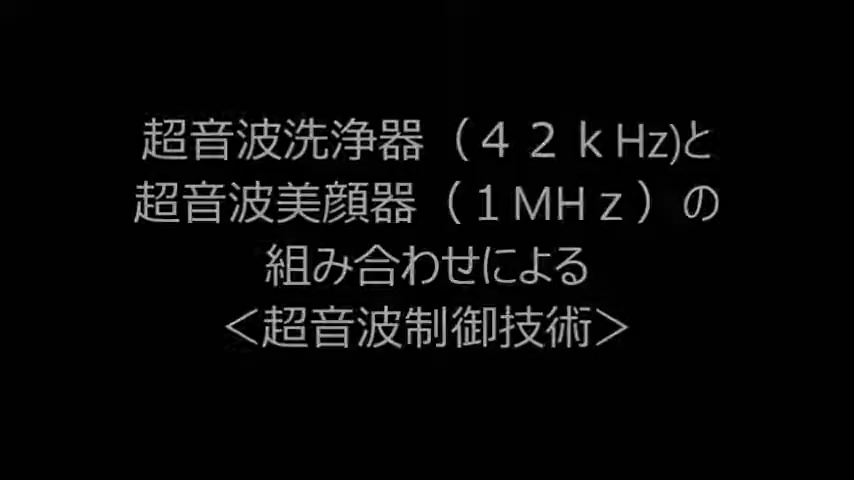 超音波洗浄器（４２ｋHz)と
超音波美顔器（１MHｚ）の
組み合わせによる
＜超音波制御技術＞